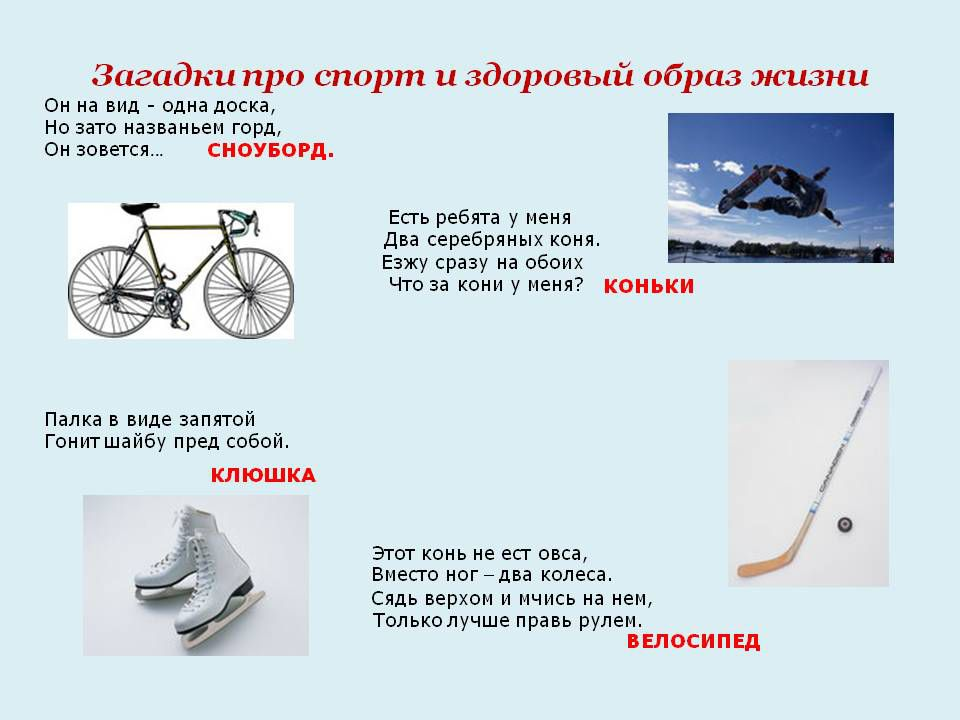 Загадки про спорт и здоровый образ жизни
Он на вид - одна доска,
Но зато названьем горд,
Он зовется... СНОУБОРД.
Есть ребята у меня
Два серебряных коня.
Езжу сразу на обоих
Что за кони у меня? КОНЬКИ
Палка в виде запятой
Гонит шайбу пред собой.
КЛЮШКА
CANADIEN
Этот конь не ест овса,
Вместо ног – два колеса.
Сядь верхом и мчись на нем,
Только лучше правь рулем.
ВЕЛОСИПЕД